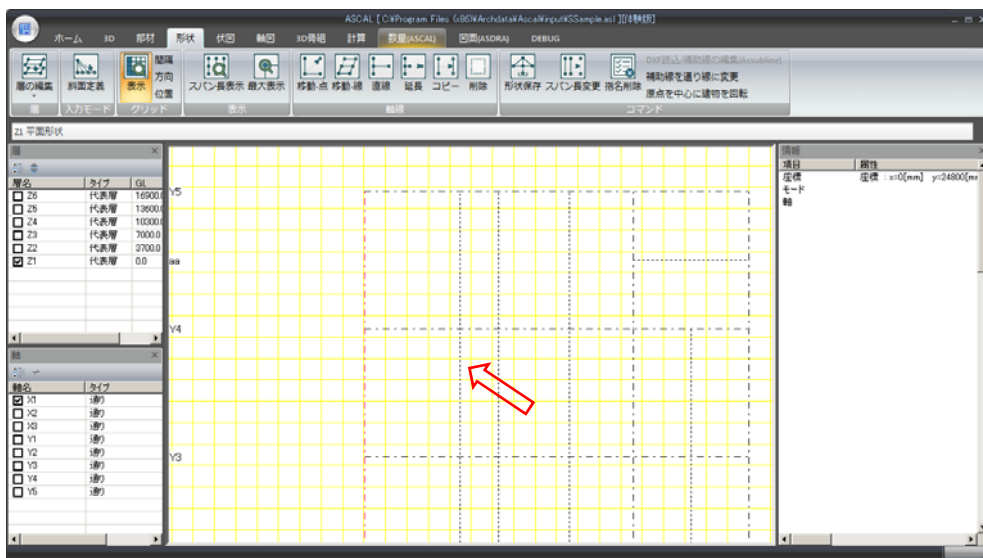 ASCAL [ C:¥Program Files (x86)¥Archdata¥Ascal¥input¥SSample.asl ][体験版]
ホーム 3D 部材 形状 伏図 軸図 3D骨組 計算 数量(ASCAL) 図面(ASDRA) DEBUG
層の編集 斜面定義 表示 間隔 方向 位置 スパン長表示 最大表示 移動-点 移動-線 直線 延長 コピー 削除 形状保存 スパン長変更 指名削除 DXF読込/補助線の編集(Assubline)
補助線を通り線に変更
原点を中心に建物を回転
層 入力モード グリッド 表示 軸線 コマンド
Z1 平面形状
層
層名 タイプ GL
Z6 代表層 16900.0
Z5 代表層 13600.0
Z4 代表層 10300.0
Z3 代表層 7000.0
Z2 代表層 3700.0
Z1 代表層 0.0
軸
軸名 タイプ
X1 通り
X2 通り
X3 通り
Y1 通り
Y2 通り
Y3 通り
Y4 通り
Y5 通り
Y5
aa
Y4
Y3
情報
項目 属性
座標 座標 : x=0[mm] y=24800[mm
モード
軸